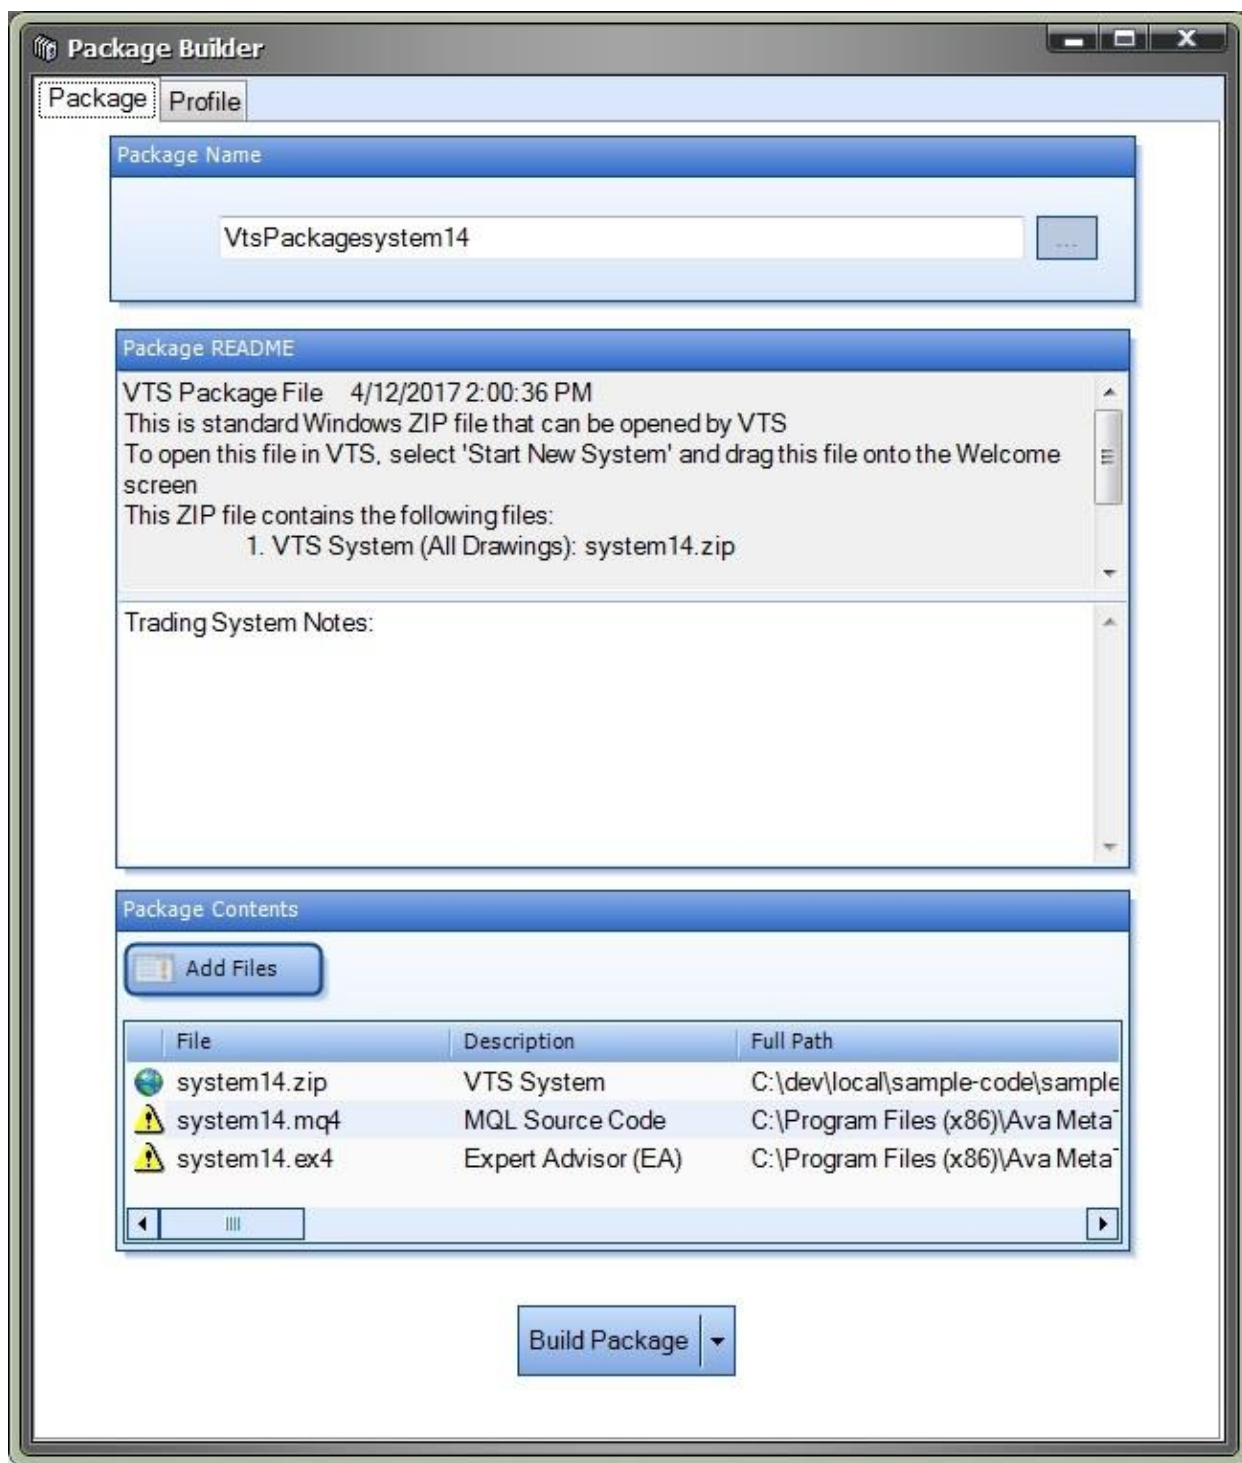 Package Builder
Package Profile
Package Name
VtsPackagesystem14 ...
Package README
VTS Package File 4/12/2017 2:00:36 PM
This is standard Windows ZIP file that can be opened by VTS
To open this file in VTS, select 'Start New System' and drag this file onto the Welcome
screen
This ZIP file contains the following files:
1. VTS System (All Drawings): system14.zip
Trading System Notes:
Package Contents
Add Files
File Description Full Path
system14.zip VTS System C:\dev\local\sample-code\sample
system14.mq4 MQL Source Code C:\Program Files (x86)\Ava Meta
system14.ex4 Expert Advisor (EA) C:\Program Files (x86)\Ava Meta
Build Package